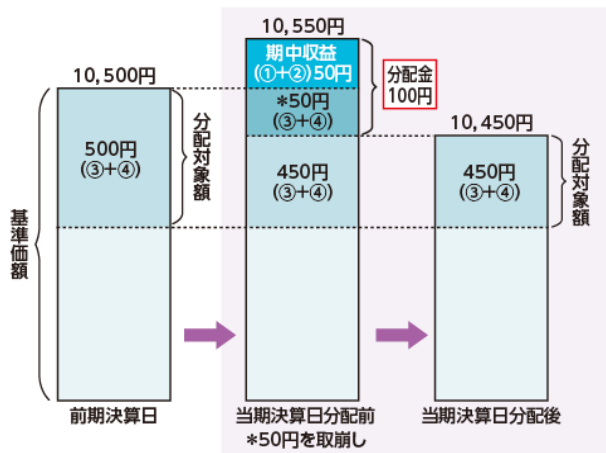 10,550円
期中収益
(①+②)50円
分配金
100円
10,500円
*50円
(③+④)
10,450円
500円
(③+④)
分配対象額
450円
(③+④)
450円
(③+④)
分配対象額
基準価額
前期決算日
当期決算日分配前
当期決算日分配後
*50円を取崩し